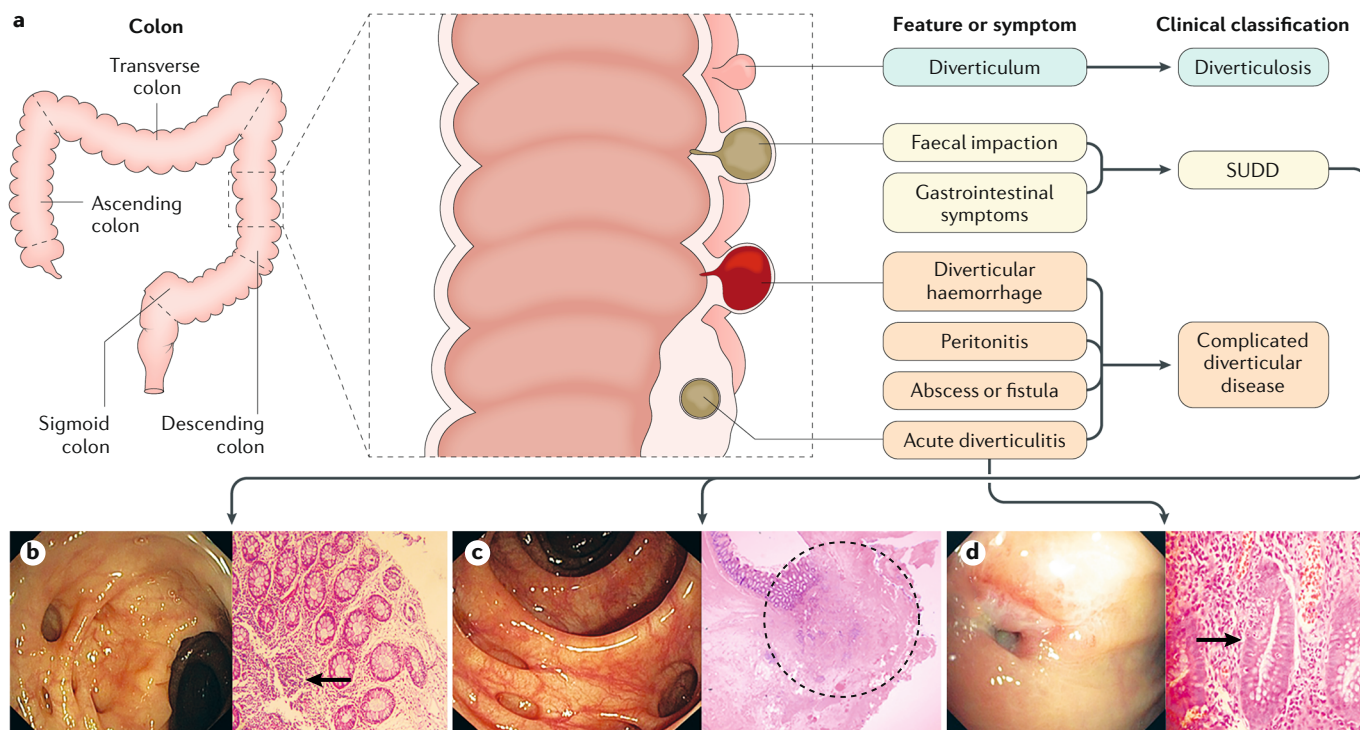 a
Colon
Transverse
colon
Ascending
colon
Sigmoid
colon
Descending
colon
Feature or symptom
Clinical classification
Diverticulum
Diverticulosis
Faecal impaction
Gastrointestinal
symptoms
SUDD
Diverticular
haemorrhage
Peritonitis
Abscess or fistula
Acute diverticulitis
Complicated
diverticular
disease
b
c
d